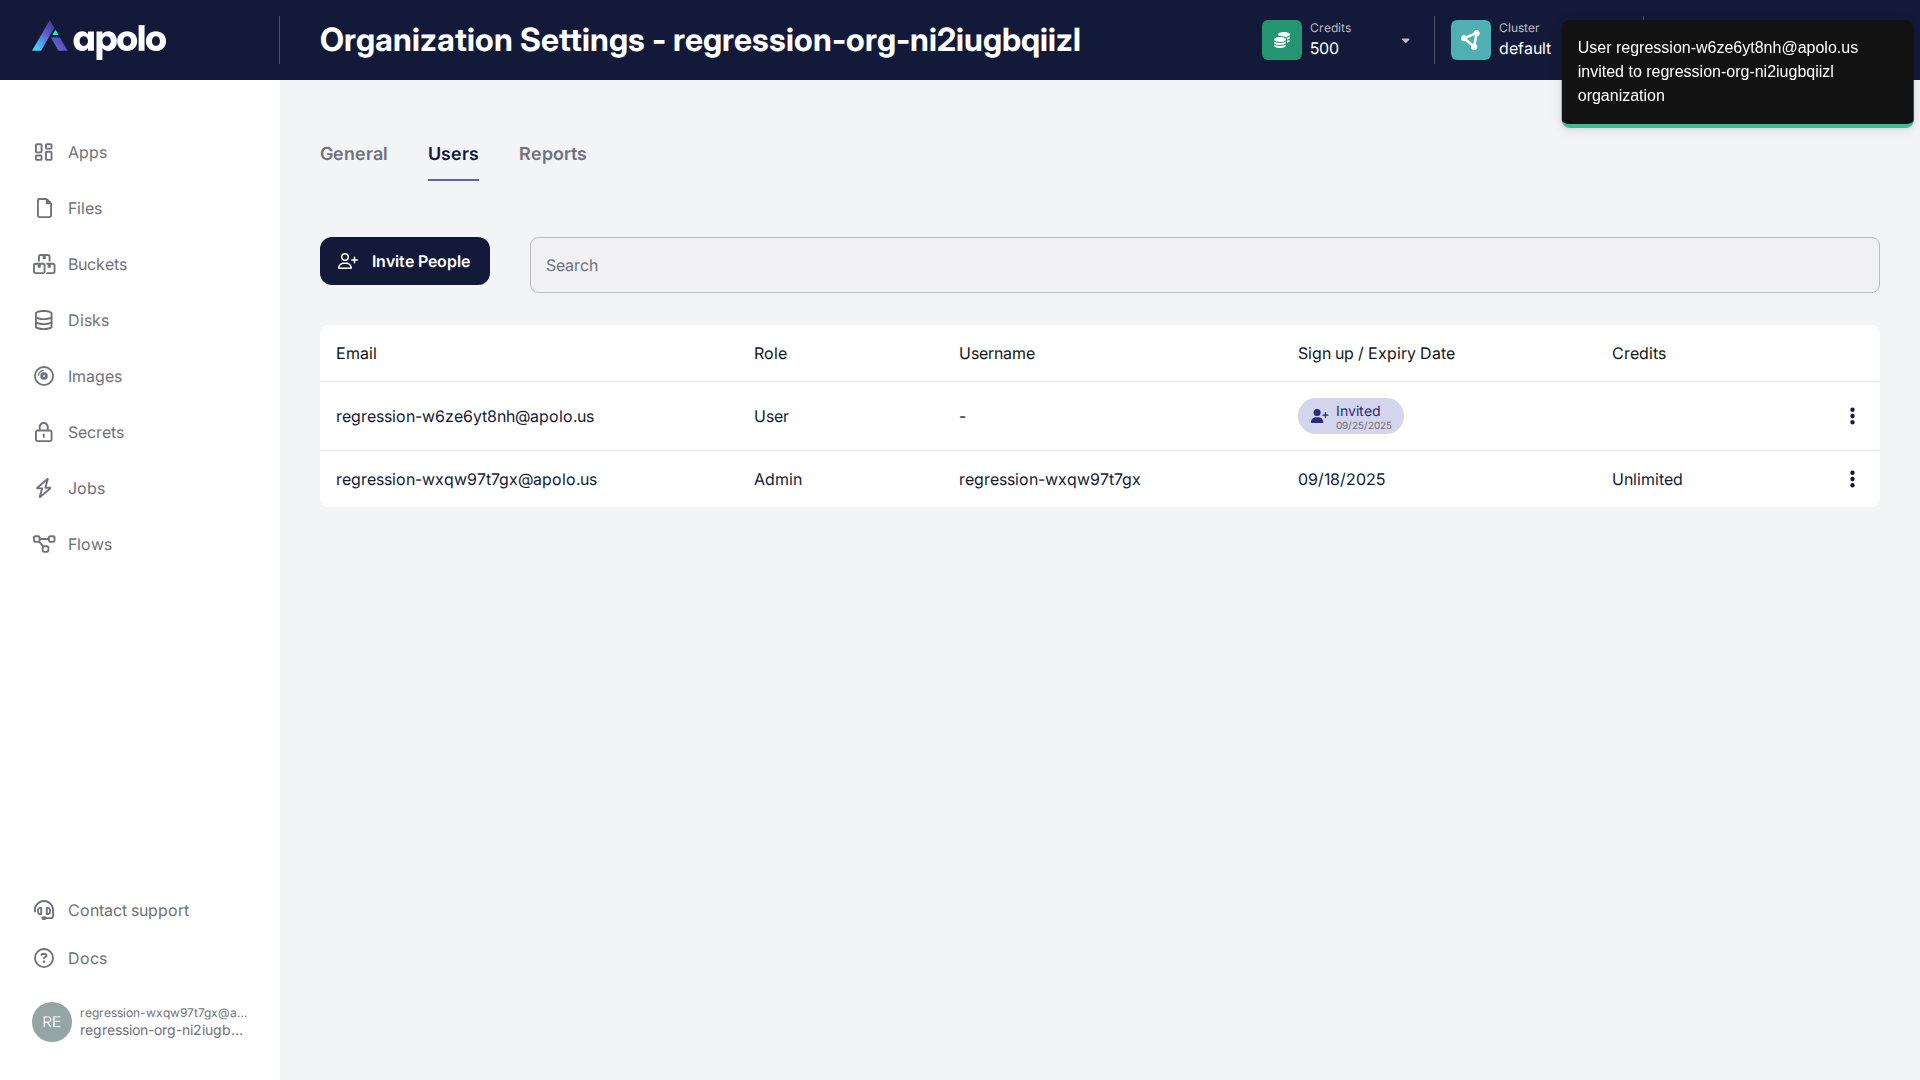 apolo
Organization Settings - regression-org-ni2iugbqiizl
Credits
500
Cluster
default
User regression-w6ze6yt8nh@apolo.us
invited to regression-org-ni2iugbqiizl
organization
Apps
Files
Buckets
Disks
Images
Secrets
Jobs
Flows
General Users Reports
Invite People
Search
Email Role Username Sign up / Expiry Date Credits
regression-w6ze6yt8nh@apolo.us User - Invited
09/25/2025
regression-wxqw97t7gx@apolo.us Admin regression-wxqw97t7gx 09/18/2025 Unlimited
Contact support
Docs
RE
regression-wxqw97t7gx@a...
regression-org-ni2iugb...